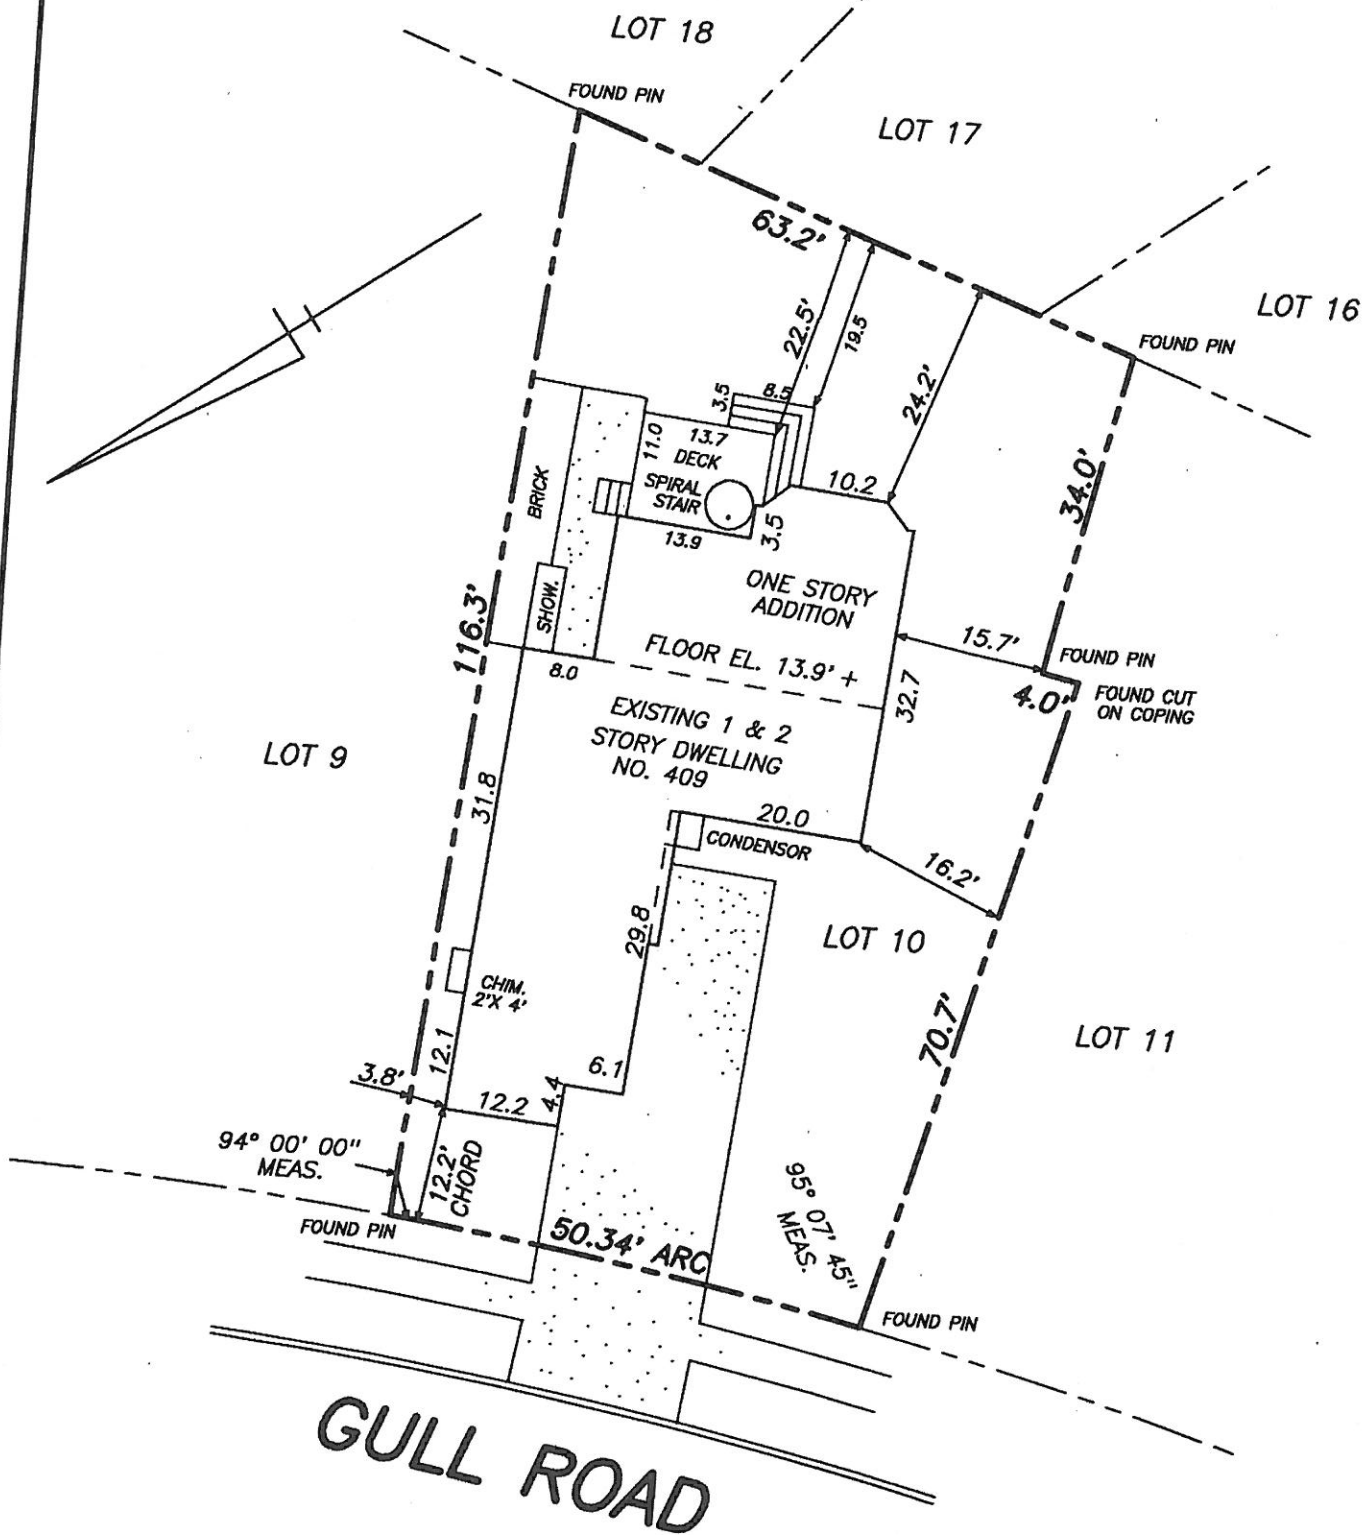 LOT 18
FOUND PIN
LOT 17
63.2'
LOT 16
FOUND PIN
22.5'
19.5
24.2'
8.5
3.5
11.0
13.7
DECK
SPIRAL
STAIR
10.2
34.0'
BRICK
13.9
3.5
ONE STORY
ADDITION
SHOW.
116.3'
FLOOR EL. 13.9' +
8.0
15.7'
FOUND PIN
4.0'
FOUND CUT
ON COPING
32.7
EXISTING 1 & 2
STORY DWELLING
NO. 409
LOT 9
31.8
20.0
CONDENSOR
16.2'
29.8
LOT 10
CHIM.
2'X 4'
70.7'
LOT 11
12.1
3.8'
6.1
4.4
12.2
94° 00' 00"
MEAS.
12.2'
CHORD
95° 07' 45"
MEAS.
FOUND PIN
50.34' ARC
FOUND PIN
GULL ROAD